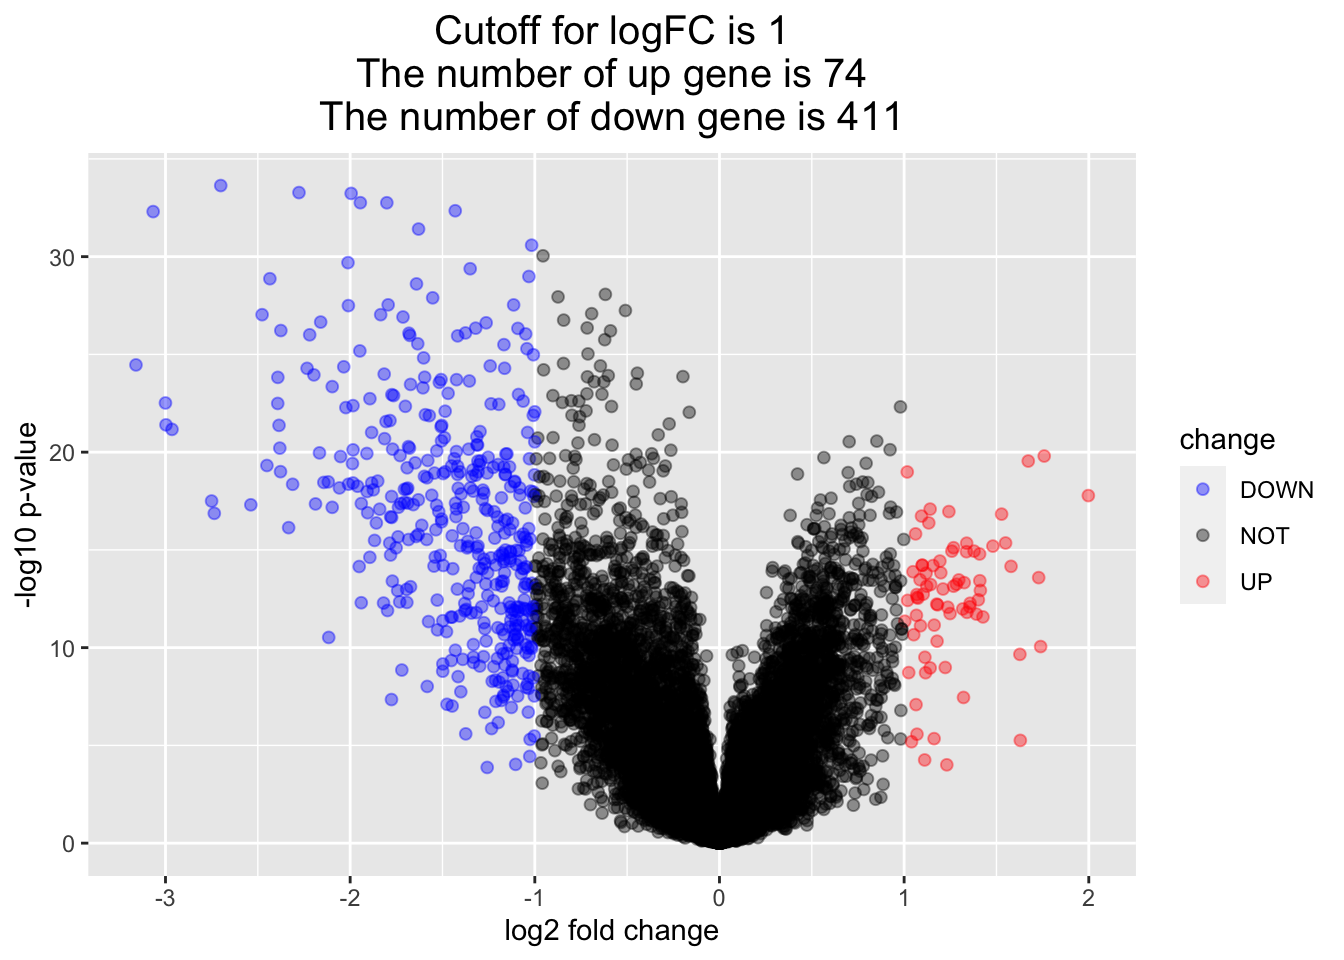 Cutoff for logFC is 1
The number of up gene is 74
The number of down gene is 411
-log10 p-value
30
20
10
0
-3
-2
-1
0
1
2
log2 fold change
change
DOWN
NOT
UP